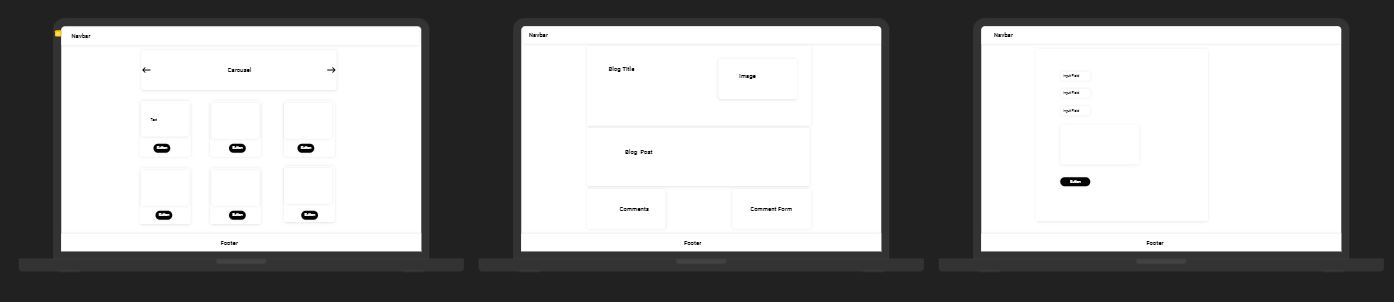 Navbar
Carousel
Text
Button
Button
Button
Button
Button
Button
Footer
Navbar
Blog Title
Image
Blog Post
Comments
Comment Form
Footer
Navbar
Input Field
Input Field
Input Field
Button
Footer